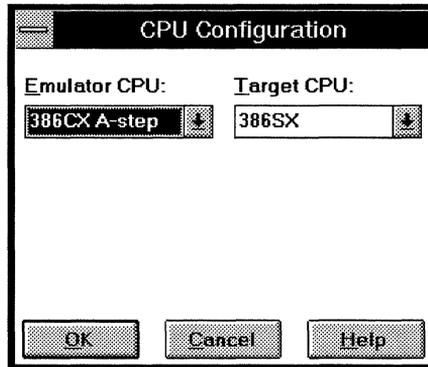 CPU Configuration
Emulator CPU: Target CPU:
386CX A-step 386SX
OK Cancel Help